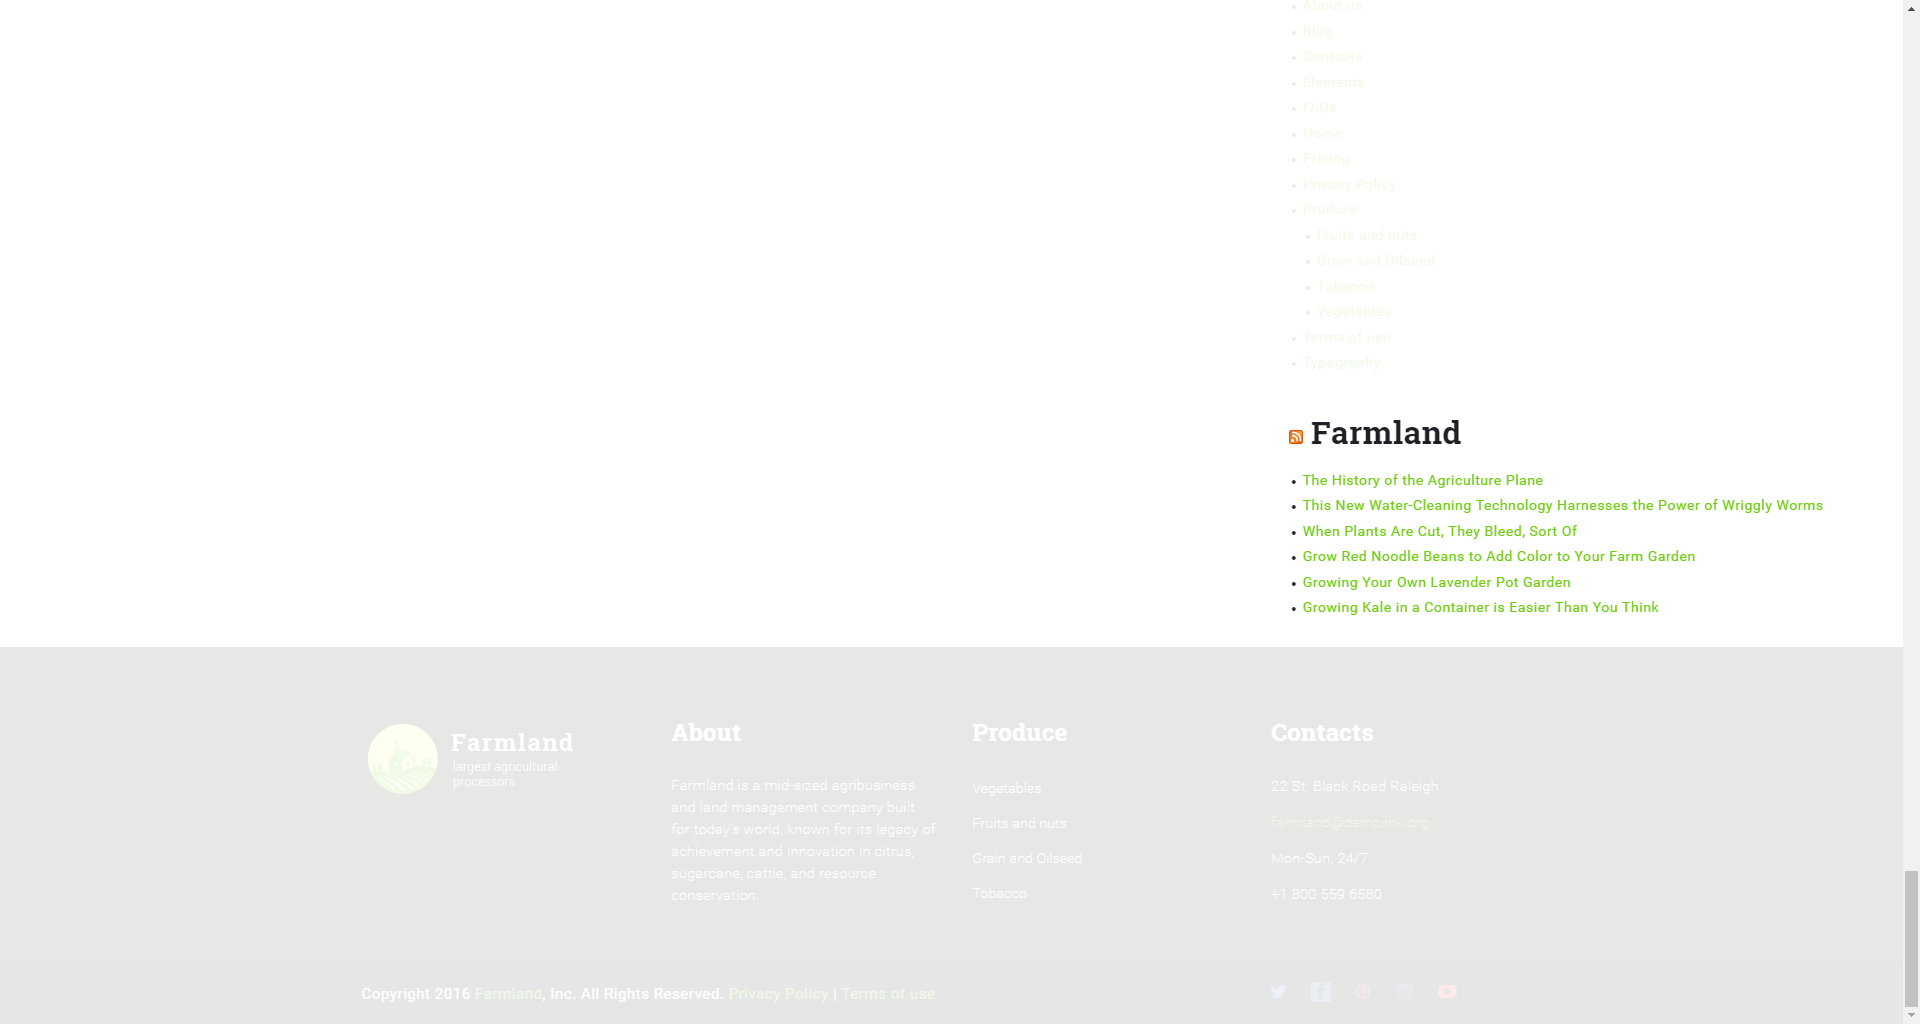 About us
Blog
Contacts
Elements
FAQs
Home
Pricing
Privacy Policy
Produce
Fruits and nuts
Grain and Oilseed
Tobacco
Vegetables
Terms of use
Typography
Farmland
The History of the Agriculture Plane
This New Water-Cleaning Technology Harnesses the Power of Wriggly Worms
When Plants Are Cut, They Bleed, Sort Of
Grow Red Noodle Beans to Add Color to Your Farm Garden
Growing Your Own Lavender Pot Garden
Growing Kale in a Container is Easier Than You Think
Farmland
largest agricultural
processors
About
Farmland is a mid-sized agribusiness
and land management company built
for today's world, known for its legacy of
achievement and innovation in citrus,
sugarcane, cattle, and resource
conservation.
Produce
Vegetables
Fruits and nuts
Grain and Oilseed
Tobacco
Contacts
22 St. Black Road Raleigh
farmland@demolink.org
Mon-Sun, 24/7
+1 800 559 6580
Copyright 2016 Farmland, Inc. All Rights Reserved. Privacy Policy | Terms of use